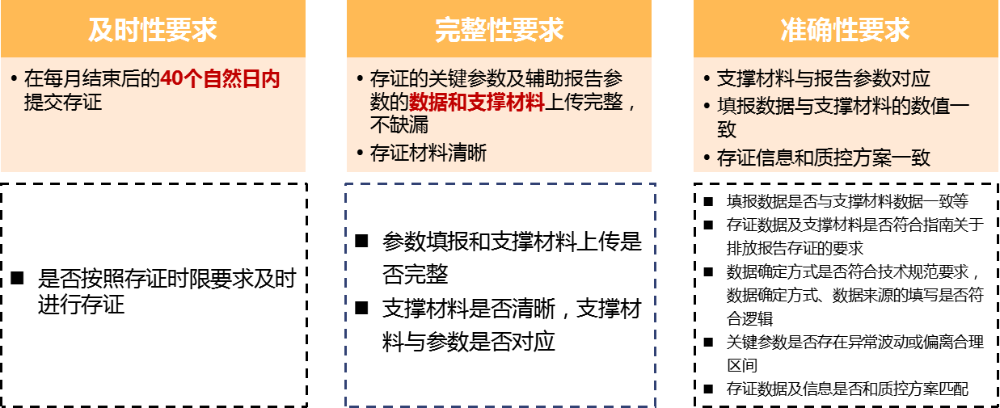 及时性要求
• 在每月结束后的40个自然日内
提交存证
■ 是否按照存证时限要求及时
进行存证
完整性要求
• 存证的关键参数及辅助报告参
数的数据和支撑材料上传完整，
不缺漏
• 存证材料清晰
■ 参数填报和支撑材料上传是
否完整
■ 支撑材料是否清晰，支撑材
料与参数是否对应
准确性要求
• 支撑材料与报告参数对应
• 填报数据与支撑材料的数值一
致
• 存证信息和质控方案一致
■ 填报数据是否与支撑材料数据一致等
■ 存证数据及支撑材料是否符合指南关于
排放报告存证的要求
■ 数据确定方式是否符合技术规范要求，
数据确定方式、数据来源的填写是否符
合逻辑
■ 关键参数是否存在异常波动或偏离合理
区间
■ 存证数据及信息是否和质控方案匹配